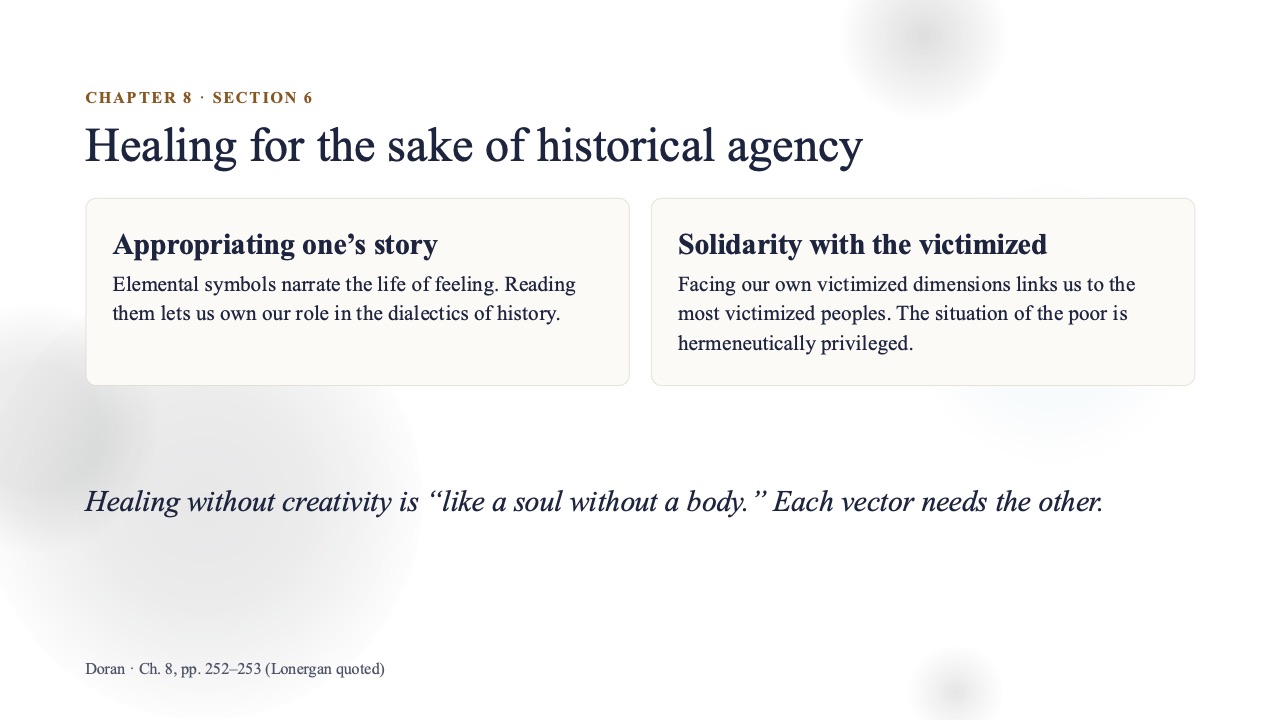 CHAPTER 8 · SECTION 6
Healing for the sake of historical agency
Appropriating one’s story
Elemental symbols narrate the life of feeling. Reading
them lets us own our role in the dialectics of history.
Solidarity with the victimized
Facing our own victimized dimensions links us to the
most victimized peoples. The situation of the poor is
hermeneutically privileged.
Healing without creativity is “like a soul without a body.” Each vector needs the other.
Doran · Ch. 8, pp. 252–253 (Lonergan quoted)